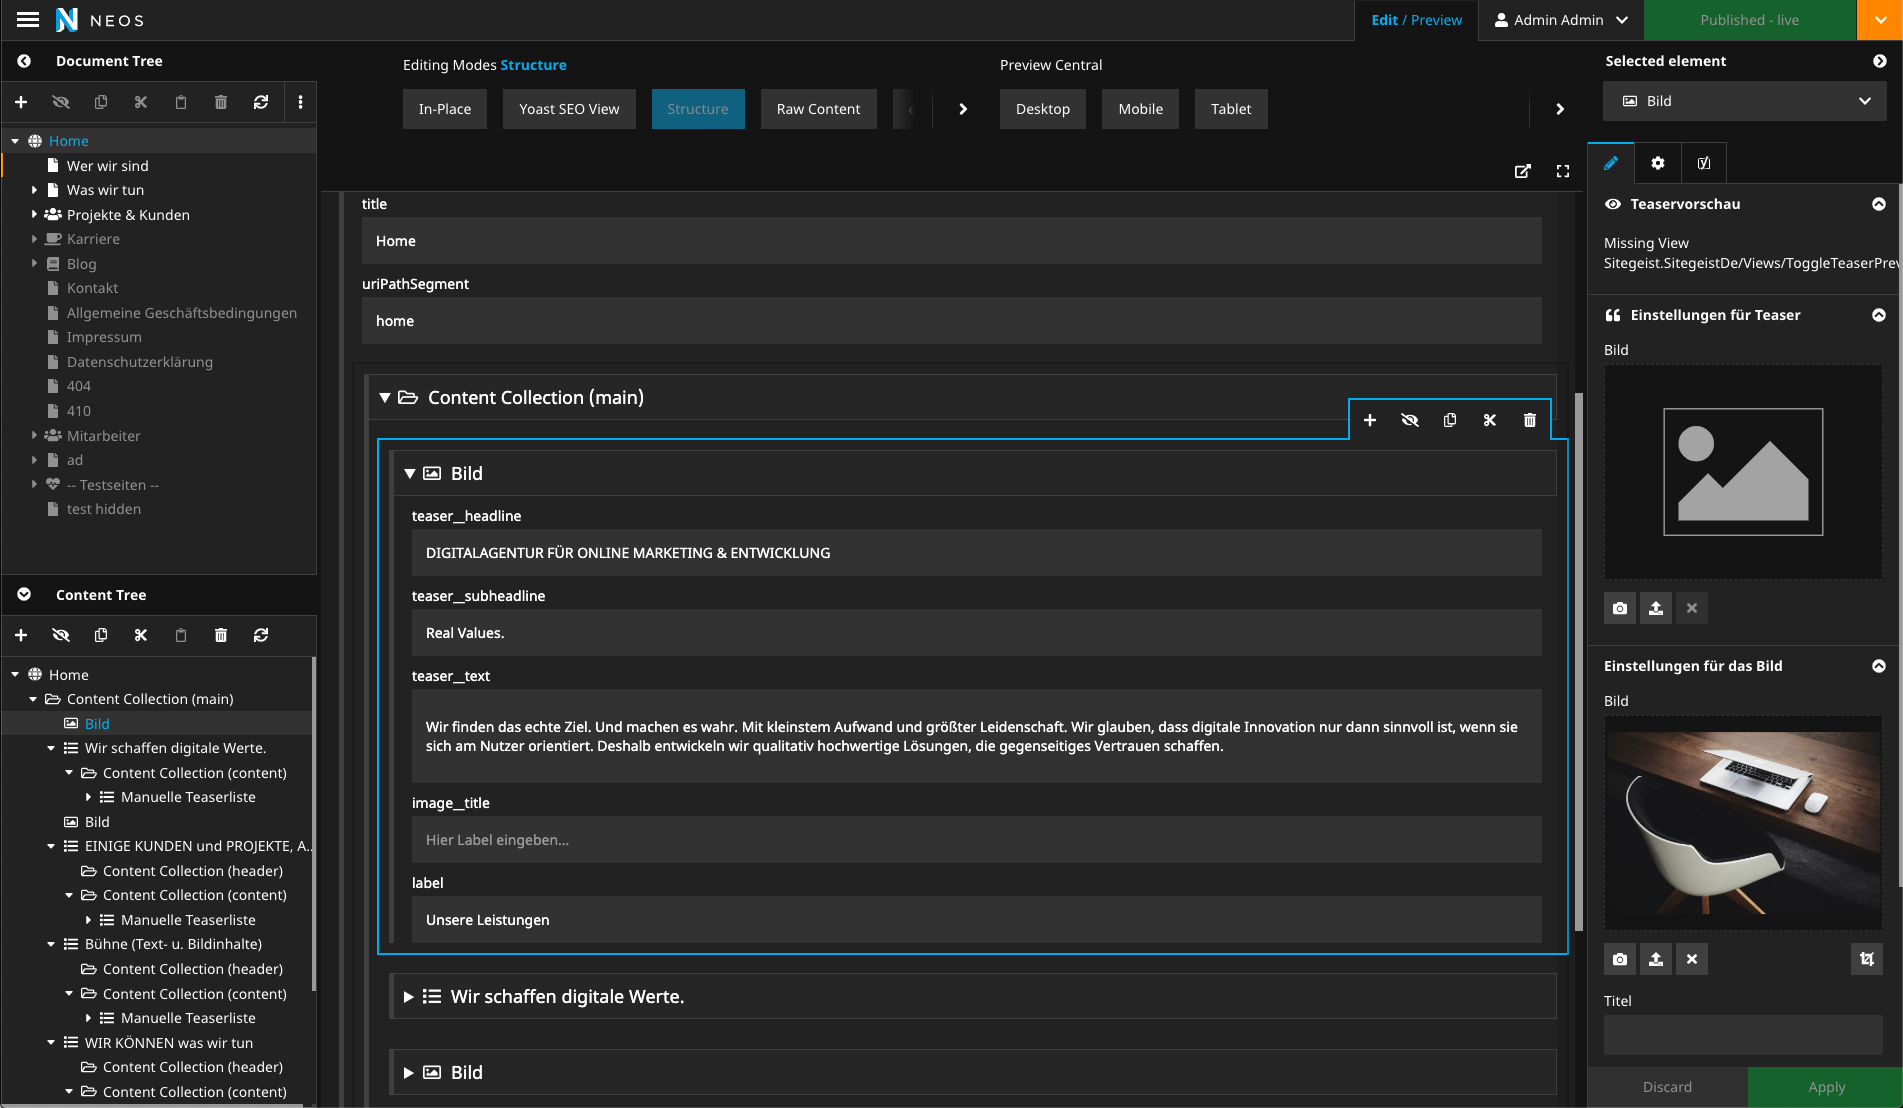 NEOS
Edit / Preview
Admin Admin
Published - live
Document Tree
Home
Wer wir sind
Was wir tun
Projekte & Kunden
Karriere
Blog
Kontakt
Allgemeine Geschäftsbedingungen
Impressum
Datenschutzerklärung
404
410
Mitarbeiter
ad
-- Testseiten --
test hidden
Content Tree
Home
Content Collection (main)
Bild
Wir schaffen digitale Werte.
Content Collection (content)
Manuelle Teaserliste
Bild
EINIGE KUNDEN und PROJEKTE, A..
Content Collection (header)
Content Collection (content)
Manuelle Teaserliste
Bühne (Text- u. Bildinhalte)
Content Collection (header)
Content Collection (content)
Manuelle Teaserliste
WIR KÖNNEN was wir tun
Content Collection (header)
Content Collection (content)
Editing Modes Structure
In-Place
Yoast SEO View
Structure
Raw Content
Preview Central
Desktop
Mobile
Tablet
title
Home
uriPathSegment
home
Content Collection (main)
Bild
teaser__headline
DIGITALAGENTUR FÜR ONLINE MARKETING & ENTWICKLUNG
teaser__subheadline
Real Values.
teaser__text
Wir finden das echte Ziel. Und machen es wahr. Mit kleinstem Aufwand und größter Leidenschaft. Wir glauben, dass digitale Innovation nur dann sinnvoll ist, wenn sie
sich am Nutzer orientiert. Deshalb entwickeln wir qualitativ hochwertige Lösungen, die gegenseitiges Vertrauen schaffen.
image__title
Hier Label eingeben...
label
Unsere Leistungen
Wir schaffen digitale Werte.
Bild
Selected element
Bild
Teaservorschau
Missing View
Sitegeist.SitegeistDe/Views/ToggleTeaserPrev
Einstellungen für Teaser
Bild
Einstellungen für das Bild
Bild
Titel
Discard
Apply